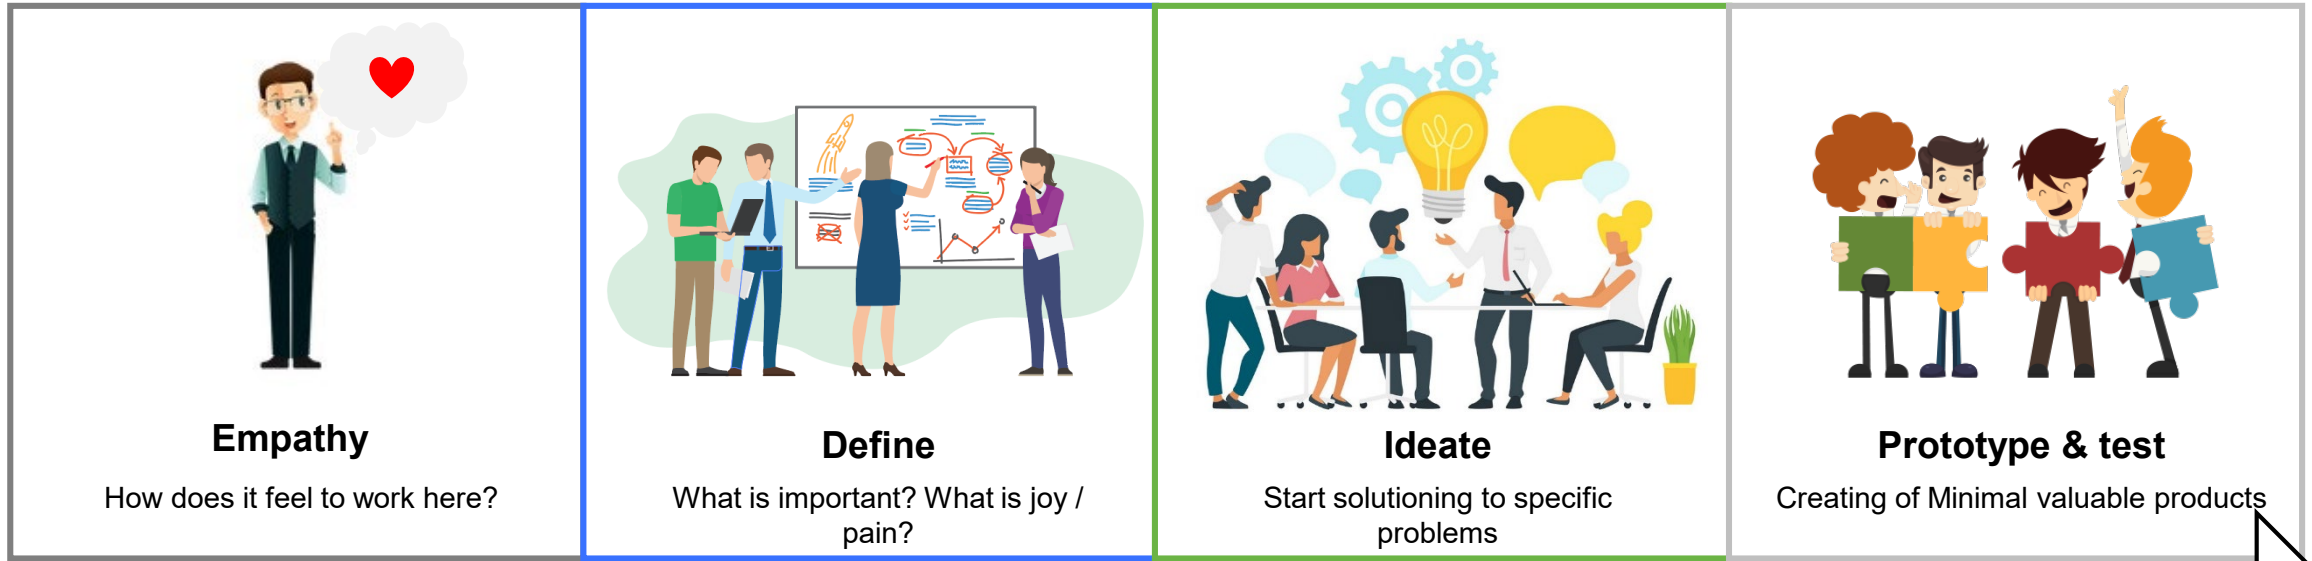 Empathy
How does it feel to work here?
Define
What is important? What is joy /
pain?
Ideate
Start solutioning to specific
problems
Prototype & test
Creating of Minimal valuable products